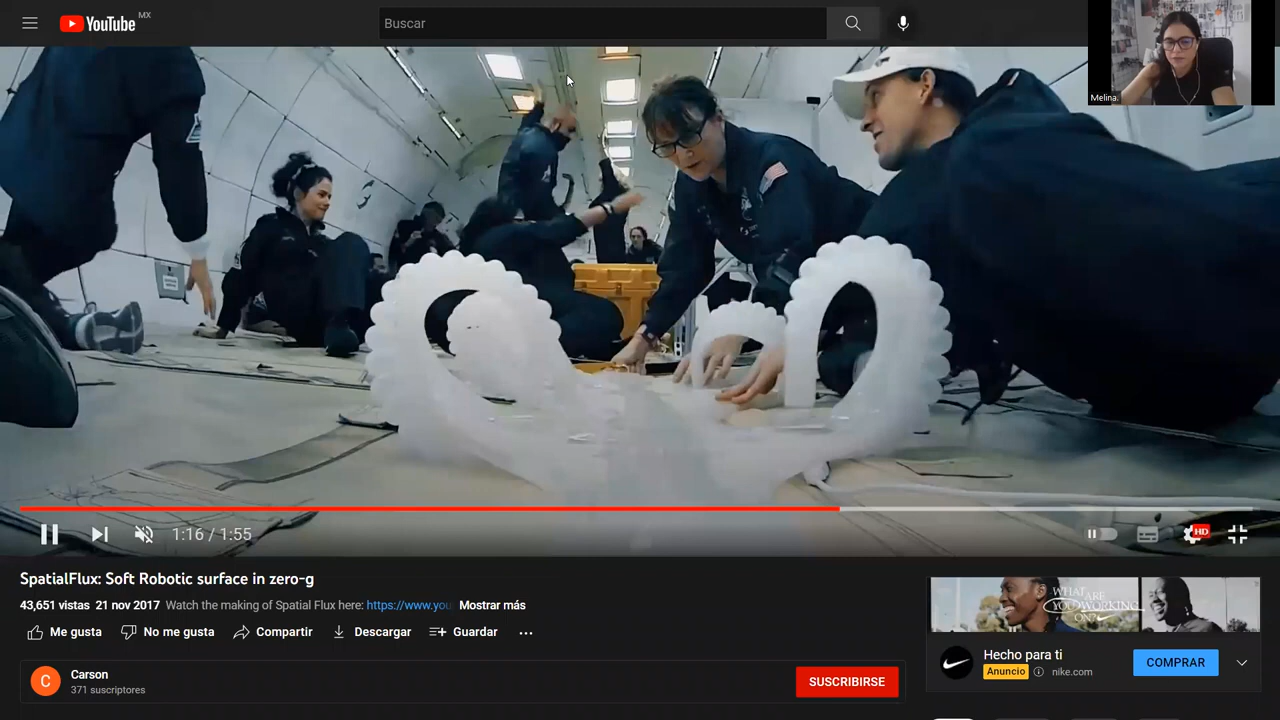 YouTube MX
Buscar
Melina.
1:16 / 1:55
HD
SpatialFlux: Soft Robotic surface in zero-g
43,651 vistas 21 nov 2017 Watch the making of Spatial Flux here: https://www.you Mostrar más
Me gusta No me gusta Compartir Descargar Guardar
C Carson
371 suscriptores
SUSCRIBIRSE
WHAT ARE
YOU WORKING
ON?
Hecho para ti
Anuncio nike.com
COMPRAR